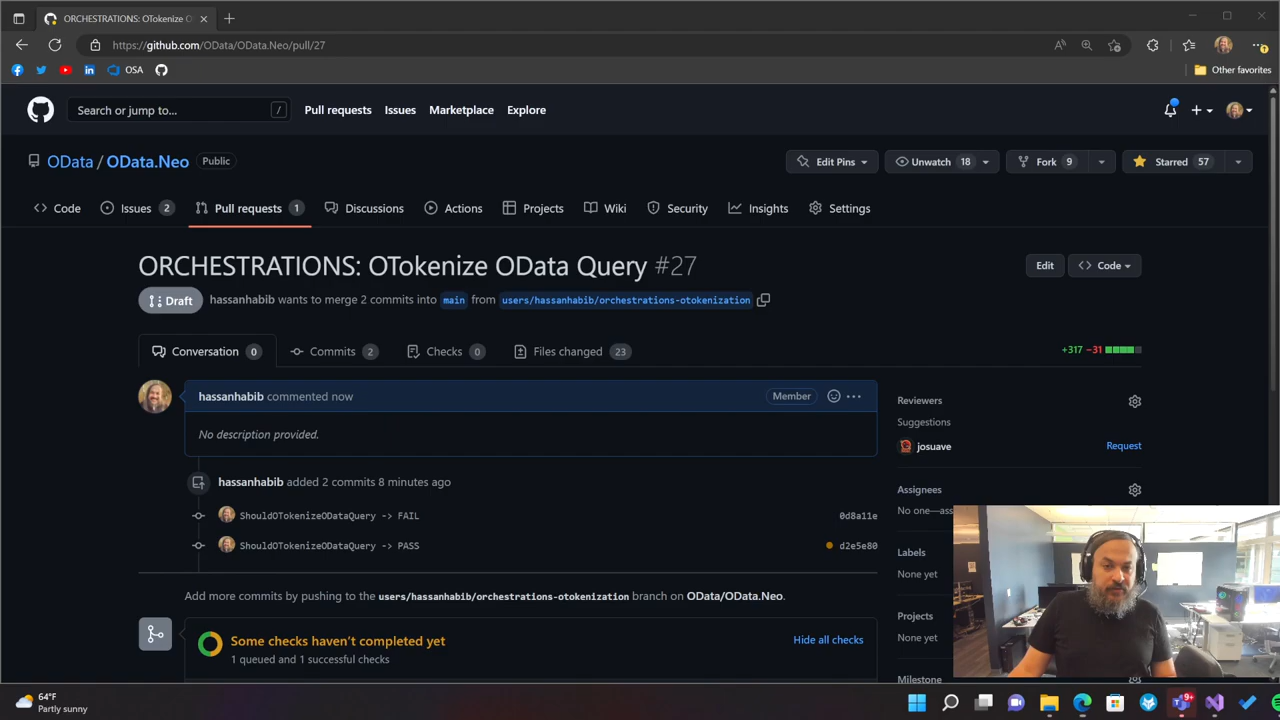 ORCHESTRATIONS: OTokenize O
https://github.com/OData/OData.Neo/pull/27
OSA
Other favorites
Search or jump to...
/
Pull requests
Issues
Marketplace
Explore
OData / OData.Neo
Public
Edit Pins
Unwatch 18
Fork 9
Starred 57
Code
Issues 2
Pull requests 1
Discussions
Actions
Projects
Wiki
Security
Insights
Settings
ORCHESTRATIONS: OTokenize OData Query #27
Edit
Code
Draft
hassanhabib wants to merge 2 commits into main from users/hassanhabib/orchestrations-otokenization
Conversation 0
Commits 2
Checks 0
Files changed 23
+317 −31
hassanhabib commented now
Member
No description provided.
Reviewers
Suggestions
josuave
Request
hassanhabib added 2 commits 8 minutes ago
Assignees
No one—ass
ShouldOTokenizeODataQuery -> FAIL
0d8a11e
ShouldOTokenizeODataQuery -> PASS
d2e5e80
Labels
None yet
Add more commits by pushing to the users/hassanhabib/orchestrations-otokenization branch on OData/OData.Neo.
Projects
None yet
Some checks haven't completed yet
Hide all checks
1 queued and 1 successful checks
Milestone
64°F
Partly sunny
9+